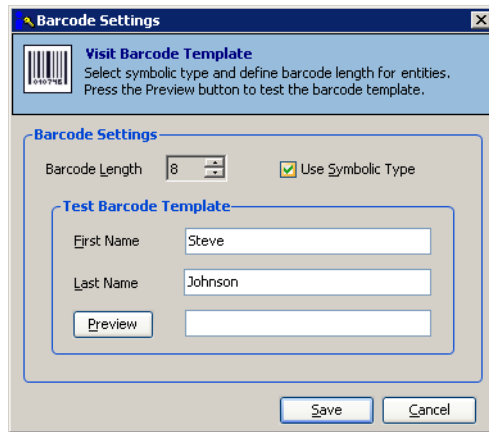 Barcode Settings
Visit Barcode Template
Select symbolic type and define barcode length for entities.
Press the Preview button to test the barcode template.
Barcode Settings
Barcode Length 8 Use Symbolic Type
Test Barcode Template
First Name Steve
Last Name Johnson
Preview
Save Cancel